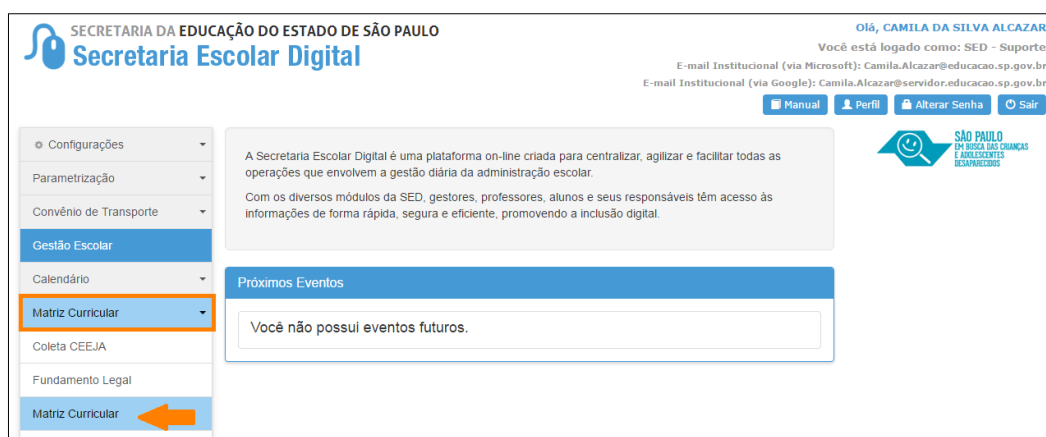 SECRETARIA DA EDUCAÇÃO DO ESTADO DE SÃO PAULO
Secretaria Escolar Digital
Olá, CAMILA DA SILVA ALCAZAR
Você está logado como: SED - Suporte
E-mail Institucional (via Microsoft): Camila.Alcazar@educacao.sp.gov.br
E-mail Institucional (via Google): Camila.Alcazar@servidor.educacao.sp.gov.br
Manual
Perfil
Alterar Senha
Sair
Configurações
Parametrização
Convênio de Transporte
Gestão Escolar
Calendário
Matriz Curricular
Coleta CEEJA
Fundamento Legal
Matriz Curricular
A Secretaria Escolar Digital é uma plataforma on-line criada para centralizar, agilizar e facilitar todas as
operações que envolvem a gestão diária da administração escolar.
Com os diversos módulos da SED, gestores, professores, alunos e seus responsáveis têm acesso às
informações de forma rápida, segura e eficiente, promovendo a inclusão digital.
Próximos Eventos
Você não possui eventos futuros.
SÃO PAULO
EM BUSCA DAS CRIANÇAS
E ADOLESCENTES
DESAPARECIDOS